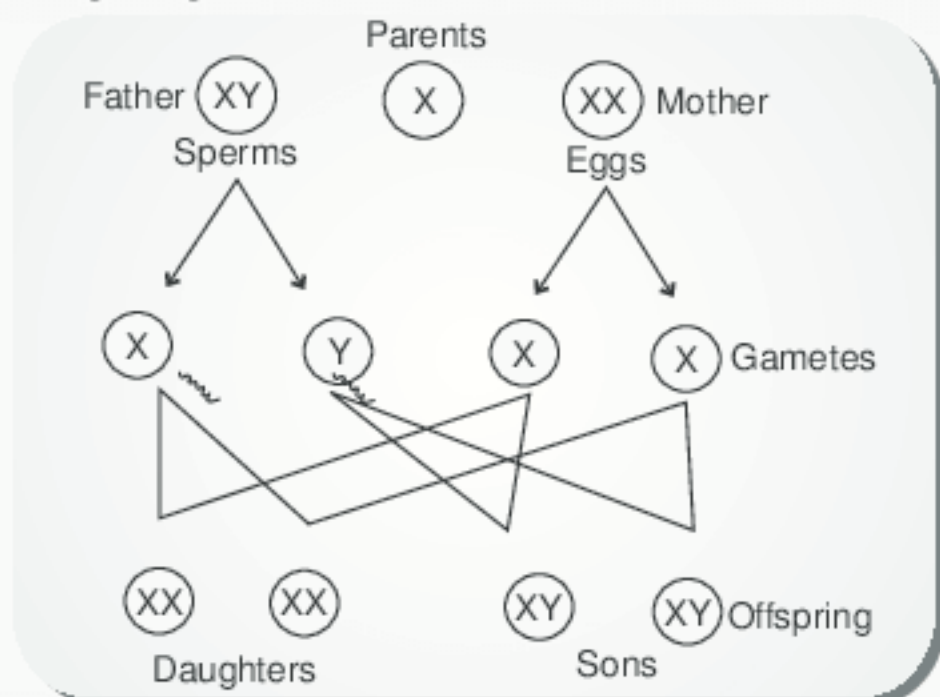 Parents
Father XY X XX Mother
Sperms Eggs
X Y X X Gametes
XX XX XY XY Offspring
Daughters Sons